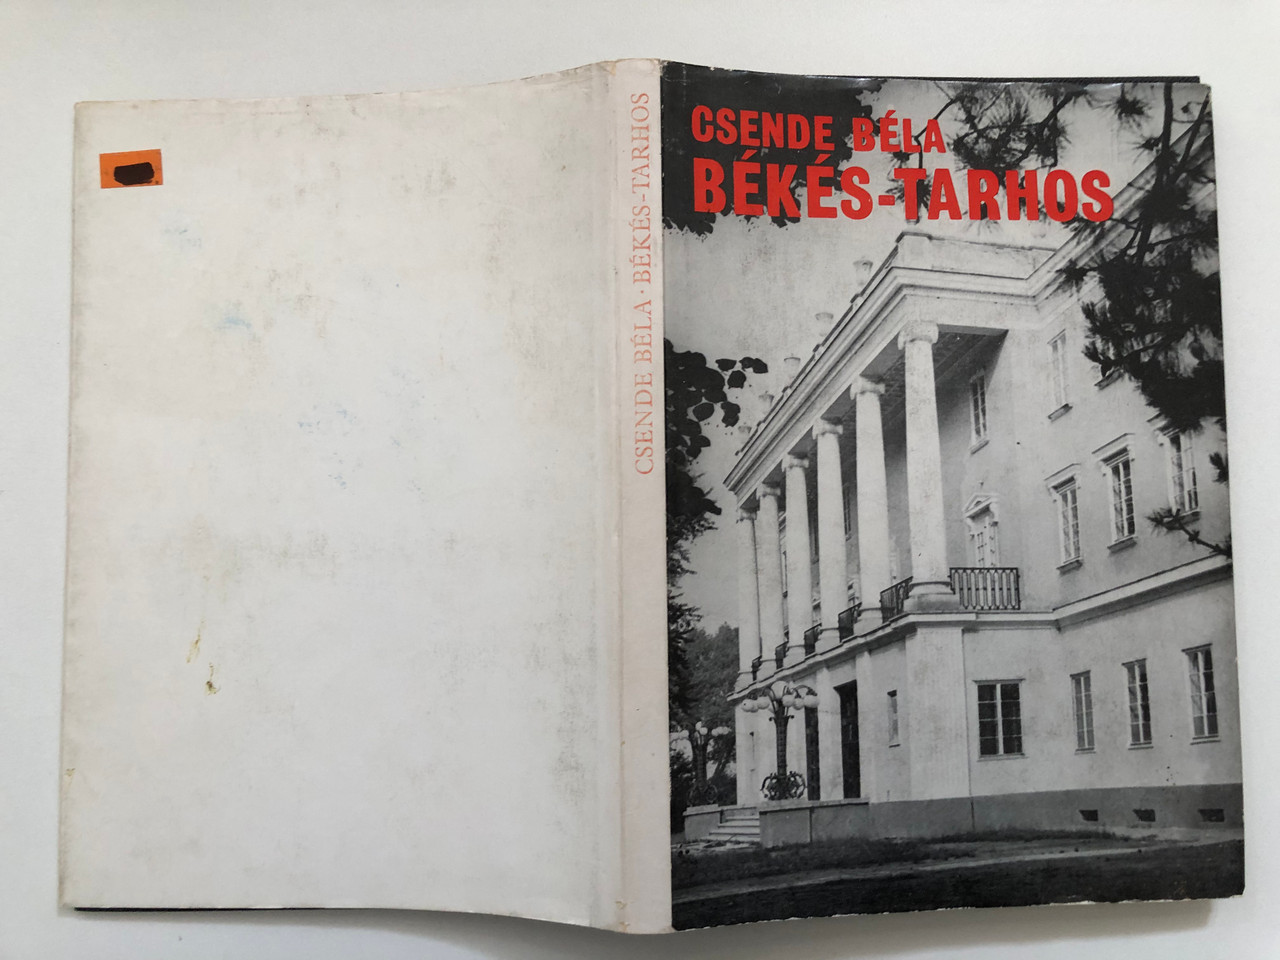 CSENDE BÉLA · BÉKÉS-TARHOS
CSENDE BÉLA
BÉKÉS-TARHOS